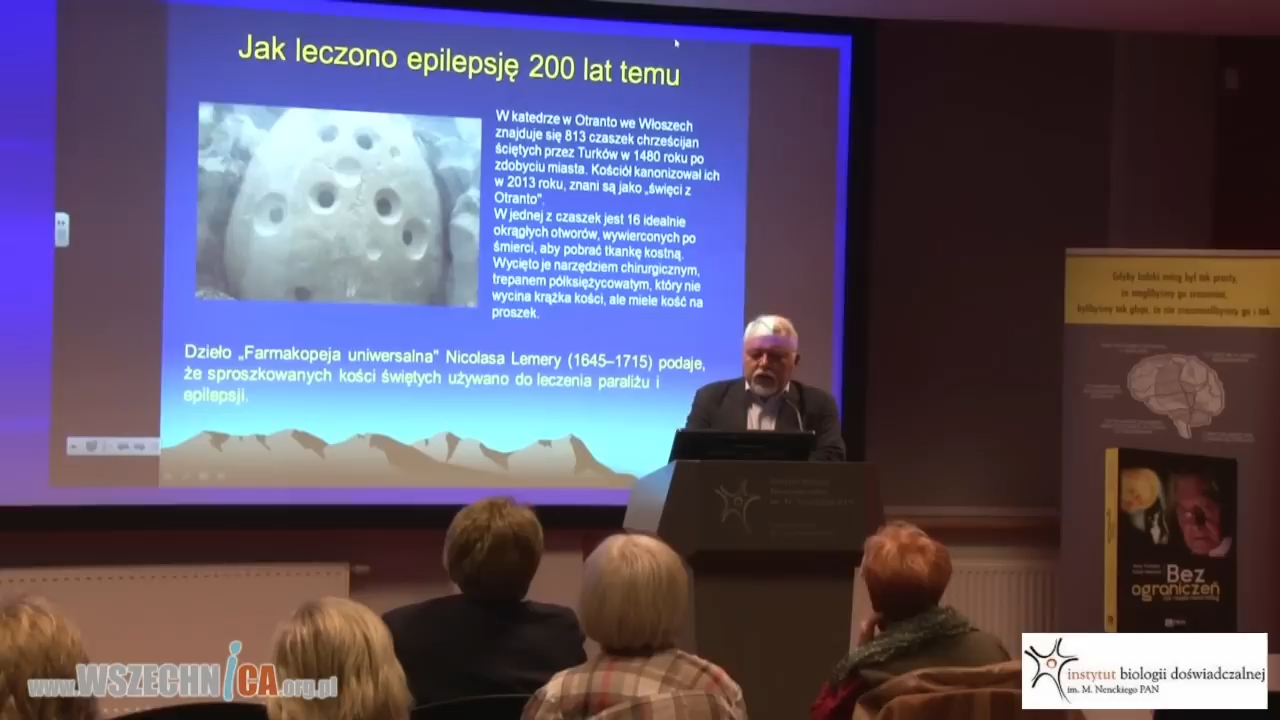 Jak leczono epilepsję 200 lat temu
W katedrze w Otranto we Włoszech
znajduje się 813 czaszek chrześcijan
ściętych przez Turków w 1480 roku po
zdobyciu miasta. Kościół kanonizował ich
w 2013 roku, znani są jako „święci z
Otranto".
W jednej z czaszek jest 16 idealnie
okrągłych otworów, wywierconych po
śmierci, aby pobrać tkankę kostną.
Wycięto je narzędziem chirurgicznym,
trepanem półksiężycowatym, który nie
wycina krążka kości, ale miele kość na
proszek.
Dzieło „Farmakopeja uniwersalna" Nicolasa Lemery (1645–1715) podaje,
że sproszkowanych kości świętych używano do leczenia paraliżu i
epilepsji.
Gdyby ludzki mózg był tak prosty,
że moglibyśmy go zrozumieć,
bylibyśmy tak głupi, że nie zrozumielibyśmy go i tak
Bez
ograniczeń
www.WSZECHNICA.org.pl
instytut biologii doświadczalnej
im. M. Nenckiego PAN